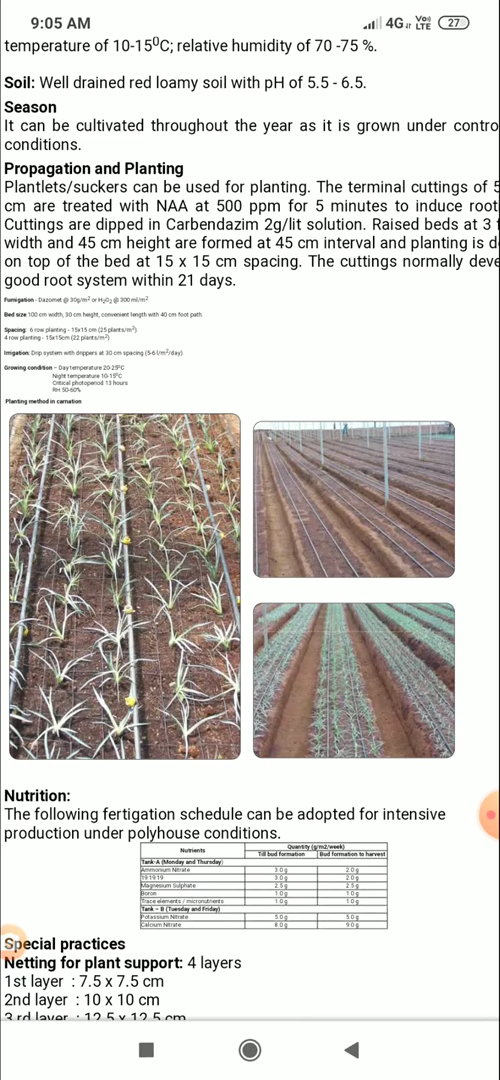 9:05 AM
4G Vo)) LTE 27
temperature of 10-15⁰C; relative humidity of 70 -75 %.
Soil: Well drained red loamy soil with pH of 5.5 - 6.5.
Season
It can be cultivated throughout the year as it is grown under contro
conditions.
Propagation and Planting
Plantlets/suckers can be used for planting. The terminal cuttings of 5
cm are treated with NAA at 500 ppm for 5 minutes to induce root
Cuttings are dipped in Carbendazim 2g/lit solution. Raised beds at 3
width and 45 cm height are formed at 45 cm interval and planting is d
on top of the bed at 15 x 15 cm spacing. The cuttings normally deve
good root system within 21 days.
Fumigation - Dazomet @ 30g/m² or H₂O₂ @ 300 ml/m²
Bed size:100 cm width, 30 cm height, convenient length with 40 cm foot path.
Spacing: 6 row planting - 15x15 cm (25 plants/m²)
4 row planting - 15x15cm (22 plants/m²)
Irrigation: Drip system with drippers at 30 cm spacing (5-6 l/m²/day)
Growing condition – Day temperature 20-25⁰C
Night temperature 10-15⁰C
Critical photoperiod 13 hours
RH 50-60%
Planting method in carnation
Nutrition:
The following fertigation schedule can be adopted for intensive
production under polyhouse conditions.
Nutrients Quantity (g/m2/week)
Till bud formation Bud formation to harvest
Tank-A (Monday and Thursday)
Ammonium Nitrate 3.0 g 2.0 g
19:19:19 3.0 g 2.0 g
Magnesium Sulphate 2.5 g 2.5 g
Boron 1.0 g 1.0 g
Trace elements / micronutrients 1.0 g 1.0 g
Tank – B (Tuesday and Friday)
Potassium Nitrate 5.0 g 5.0 g
Calcium Nitrate 8.0 g 9.0 g
Special practices
Netting for plant support: 4 layers
1st layer : 7.5 x 7.5 cm
2nd layer : 10 x 10 cm
3 rd layer : 12.5 x 12.5 cm